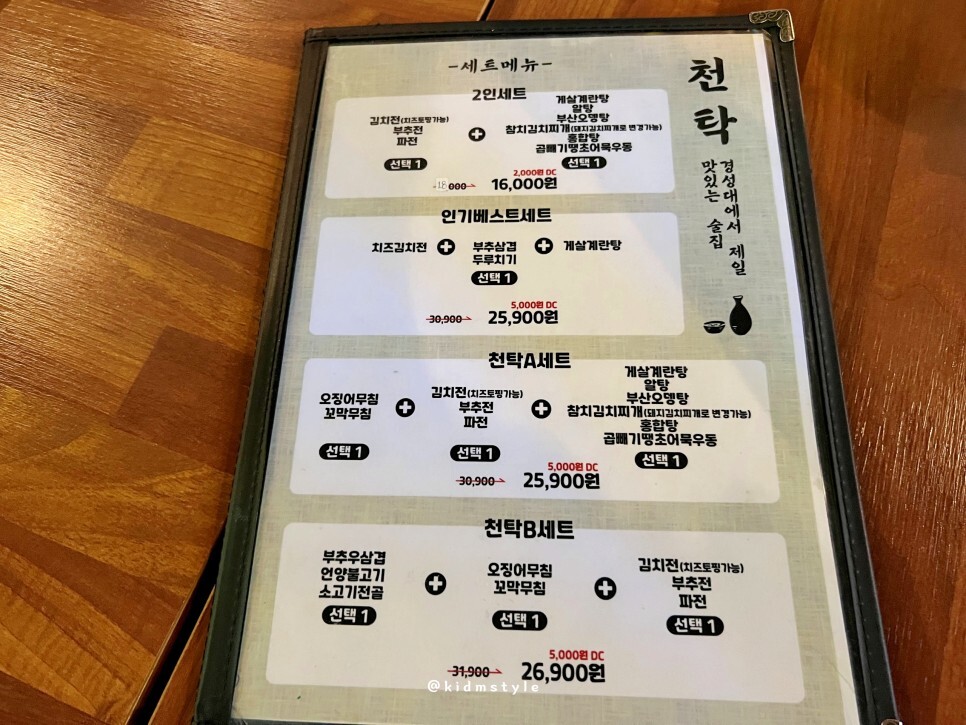 -세트메뉴-
천탁
경성대에서 제일
맛있는 술집
2인세트
김치전(치즈토핑가능)
부추전
파전
선택 1
게살계란탕
알탕
부산오뎅탕
참치김치찌개(돼지김치찌개로 변경가능)
홍합탕
곱빼기땡초어묵우동
선택 1
2,000원 DC
18000 16,000원
인기베스트세트
치즈김치전
부추삼겹
두루치기
선택 1
게살계란탕
5,000원 DC
30,900 25,900원
천탁A세트
오징어무침
꼬막무침
선택 1
김치전(치즈토핑가능)
부추전
파전
선택 1
게살계란탕
알탕
부산오뎅탕
참치김치찌개(돼지김치찌개로 변경가능)
홍합탕
곱빼기땡초어묵우동
선택 1
5,000원 DC
30,900 25,900원
천탁B세트
부추우삼겹
언양불고기
소고기전골
선택 1
오징어무침
꼬막무침
선택 1
김치전(치즈토핑가능)
부추전
파전
선택 1
5,000원 DC
31,900 26,900원
@kidmstyle